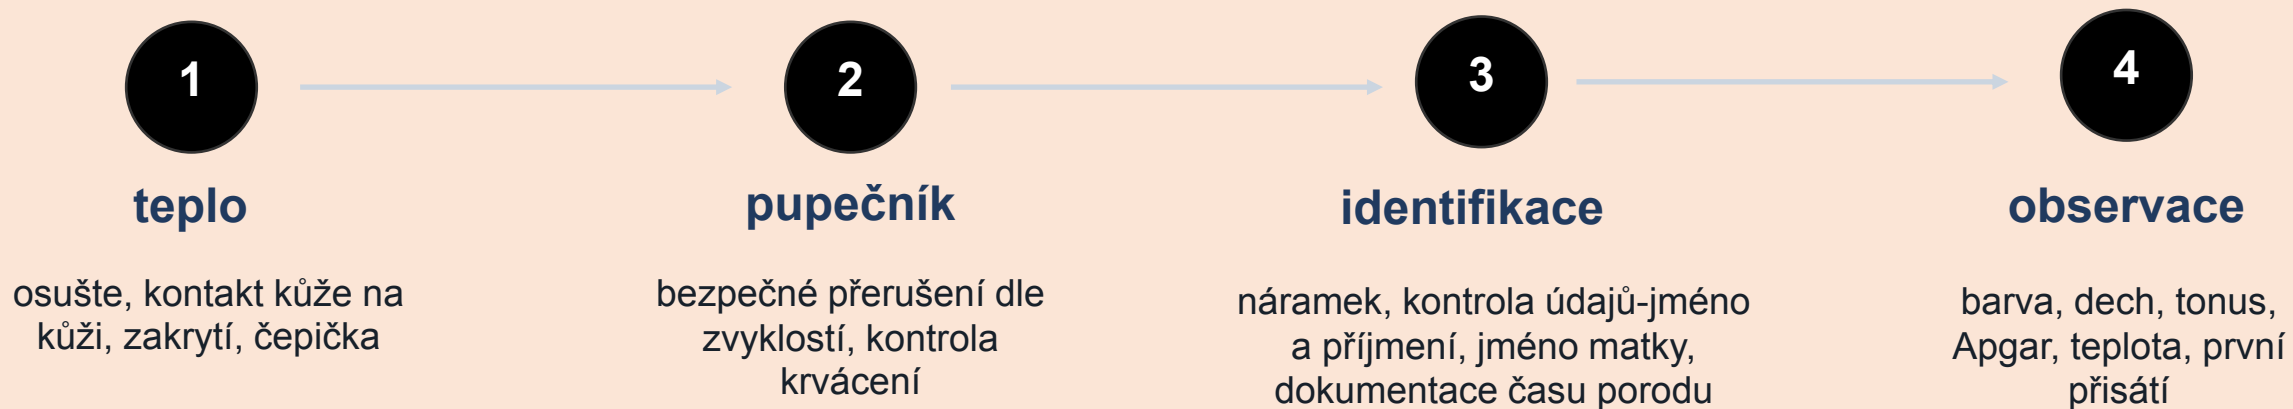 1
teplo
osušte, kontakt kůže na
kůži, zakrytí, čepička
2
pupečník
bezpečné přerušení dle
zvyklostí, kontrola
krvácení
3
identifikace
náramek, kontrola údajů-jméno
a příjmení, jméno matky,
dokumentace času porodu
4
observace
barva, dech, tonus,
Apgar, teplota, první
přisátí